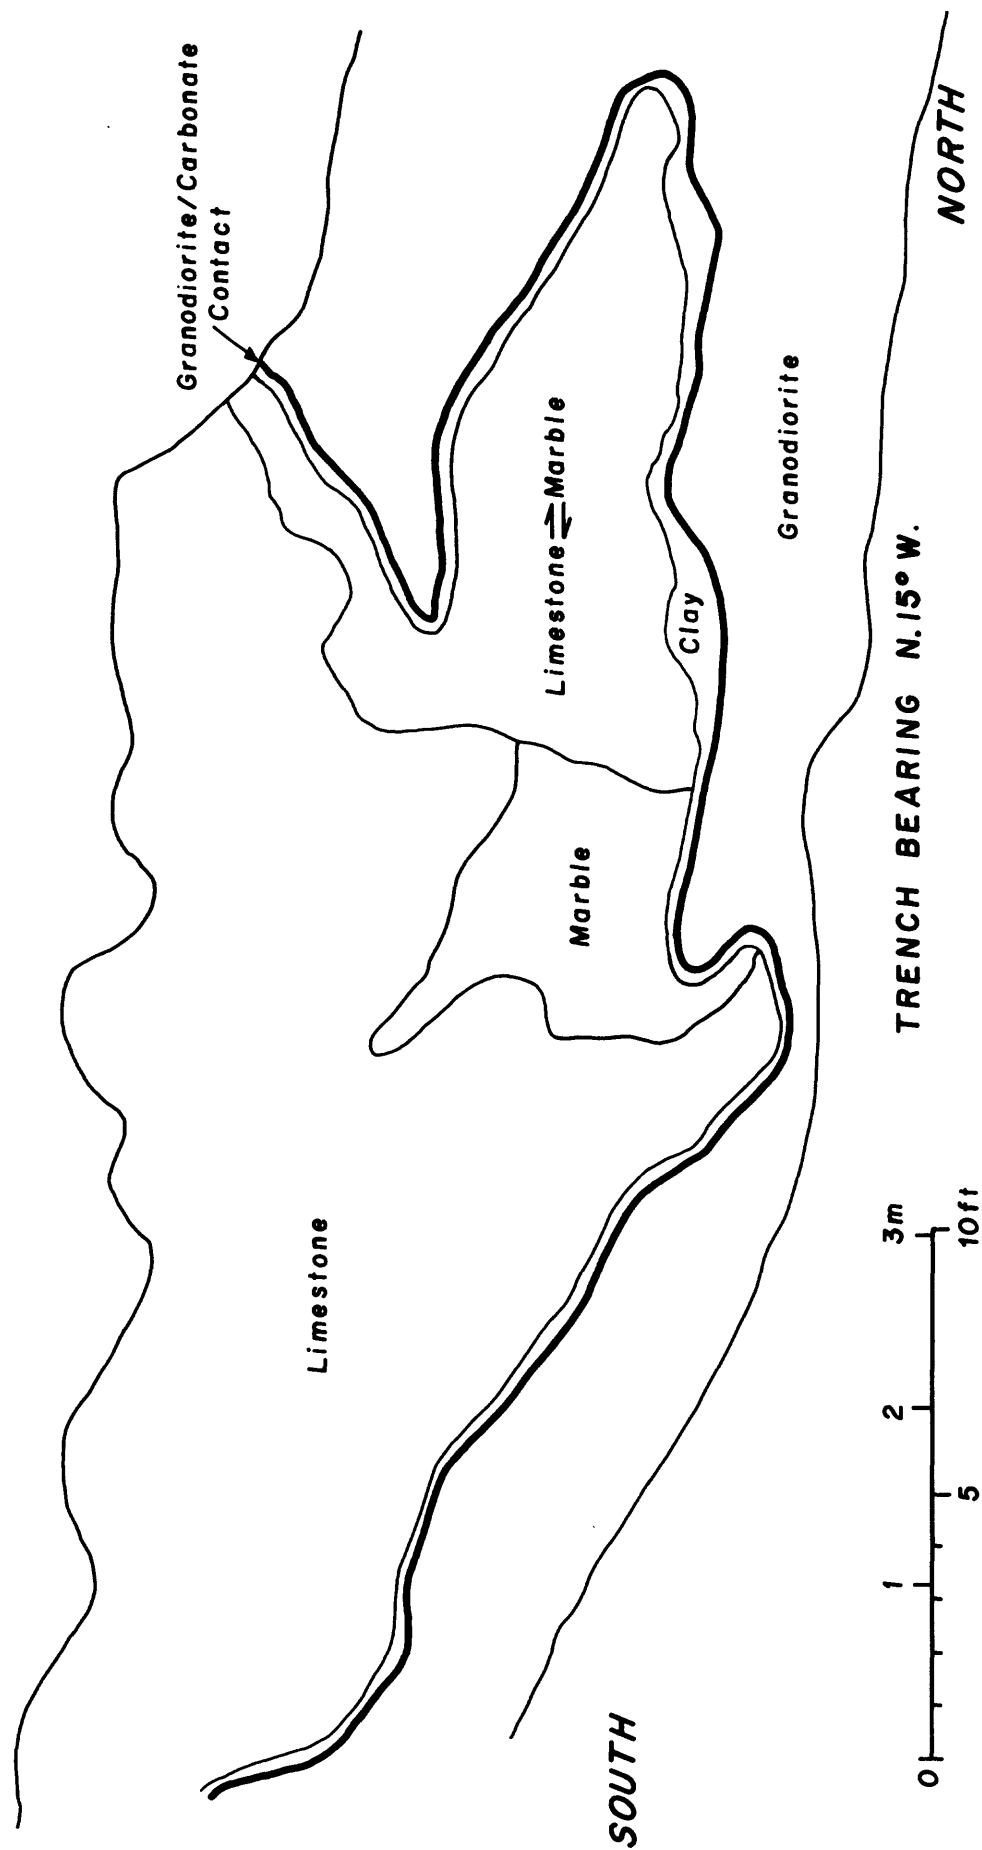 Granodiorite/Carbonate
Contact
Limestone ⇌ Marble
Clay
Granodiorite
Marble
Limestone
SOUTH
NORTH
TRENCH BEARING N. 15° W.
1 2 3m
0 5 10ft